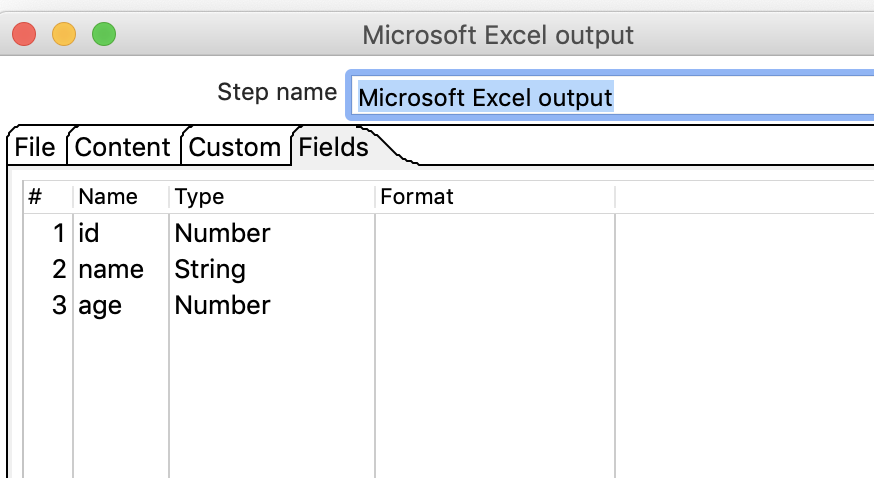 Microsoft Excel output
Step name Microsoft Excel output
File Content Custom Fields
# Name Type Format
1 id Number
2 name String
3 age Number